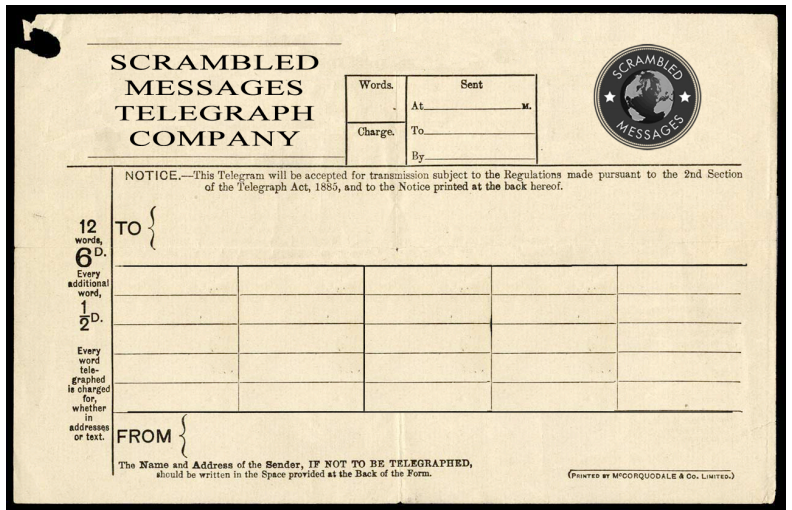 SCRAMBLED
MESSAGES
TELEGRAPH
COMPANY
Words.
Charge.
Sent
At M.
To
By
SCRAMBLED
MESSAGES
NOTICE.—This Telegram will be accepted for transmission subject to the Regulations made pursuant to the 2nd Section
of the Telegraph Act, 1885, and to the Notice printed at the back hereof.
12
words,
6D.
Every
additional
word,
1/2D.
Every
word
tele-
graphed
is charged
for,
whether
in
addresses
or text.
TO {
FROM {
The Name and Address of the Sender, IF NOT TO BE TELEGRAPHED,
should be written in the Space provided at the Back of the Form.
(PRINTED BY MCCORQUODALE & CO. LIMITED.)